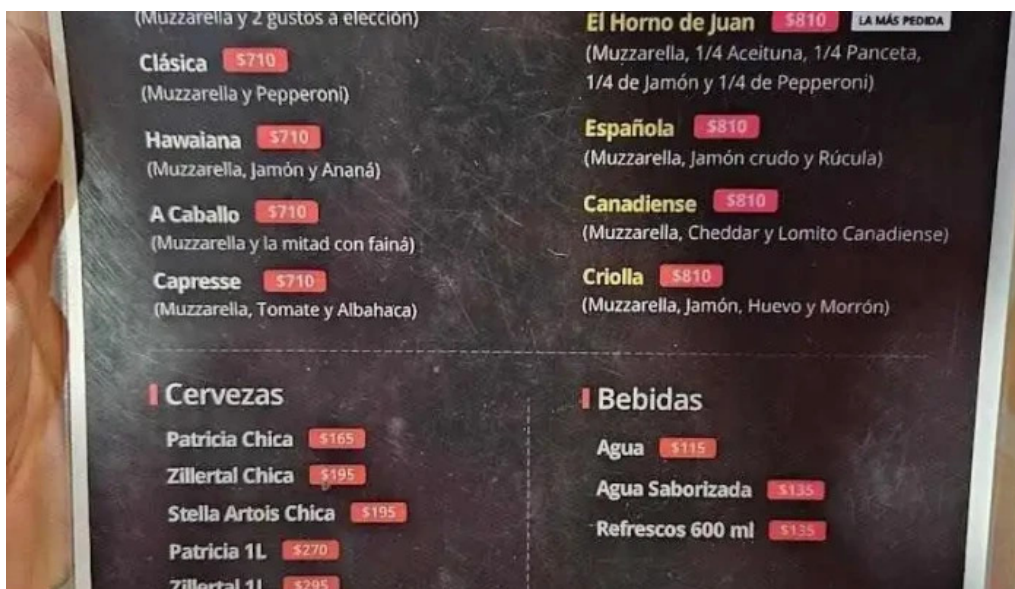 (Muzzarella y 2 gustos a elección)
Clásica $710
(Muzzarella y Pepperoni)
Hawaiana $710
(Muzzarella, Jamón y Ananá)
A Caballo $710
(Muzzarella y la mitad con fainá)
Capresse $710
(Muzzarella, Tomate y Albahaca)
El Horno de Juan $810 LA MÁS PEDIDA
(Muzzarella, 1/4 Aceituna, 1/4 Panceta,
1/4 de Jamón y 1/4 de Pepperoni)
Española $810
(Muzzarella, Jamón crudo y Rúcula)
Canadiense $810
(Muzzarella, Cheddar y Lomito Canadiense)
Criolla $810
(Muzzarella, Jamón, Huevo y Morrón)
Cervezas
Patricia Chica $165
Zillertal Chica $195
Stella Artois Chica $195
Patricia 1L $270
Zillertal 1L $295
Bebidas
Agua $115
Agua Saborizada $135
Refrescos 600 ml $135